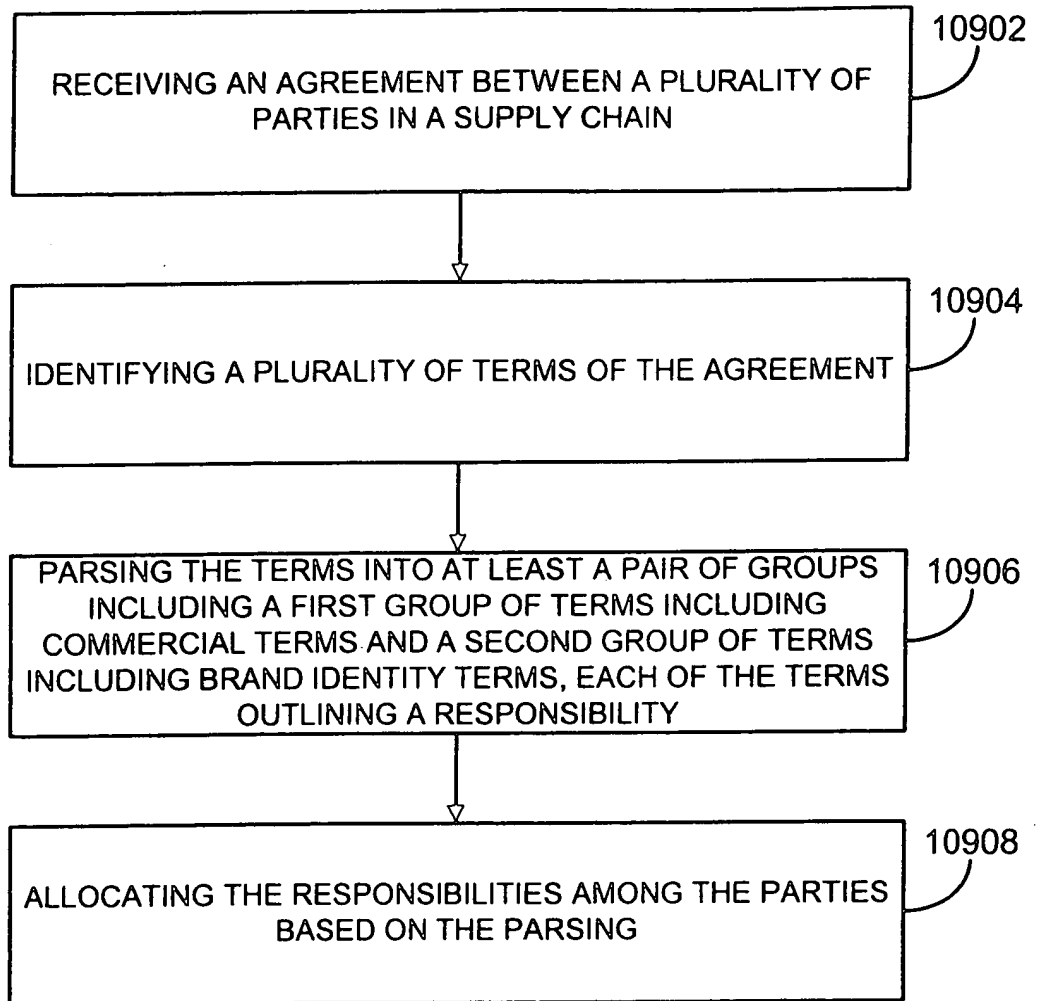 10902
RECEIVING AN AGREEMENT BETWEEN A PLURALITY OF
PARTIES IN A SUPPLY CHAIN
10904
IDENTIFYING A PLURALITY OF TERMS OF THE AGREEMENT
10906
PARSING THE TERMS INTO AT LEAST A PAIR OF GROUPS
INCLUDING A FIRST GROUP OF TERMS INCLUDING
COMMERCIAL TERMS AND A SECOND GROUP OF TERMS
INCLUDING BRAND IDENTITY TERMS, EACH OF THE TERMS
OUTLINING A RESPONSIBILITY
10908
ALLOCATING THE RESPONSIBILITIES AMONG THE PARTIES
BASED ON THE PARSING